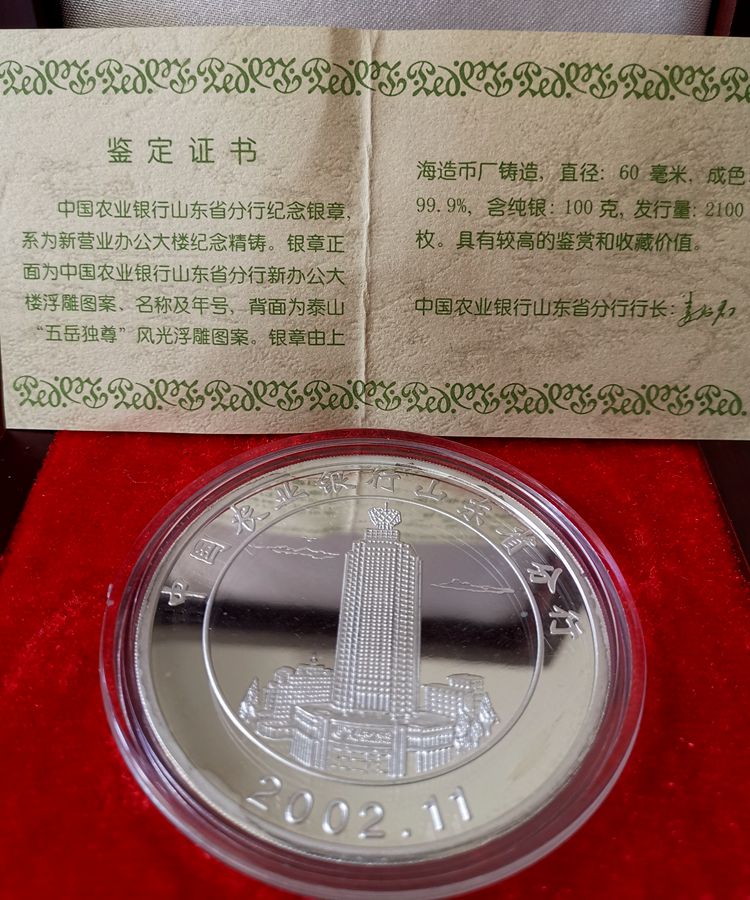 鉴定证书
中国农业银行山东省分行纪念银章，
系为新营业办公大楼纪念精铸。银章正
面为中国农业银行山东省分行新办公大
楼浮雕图案、名称及年号，背面为泰山
“五岳独尊”风光浮雕图案。银章由上
海造币厂铸造，直径：60 毫米，成色
99.9%，含纯银：100 克，发行量：2100
枚。具有较高的鉴赏和收藏价值。
中国农业银行山东省分行行长：
中国农业银行山东省分行
2002.11